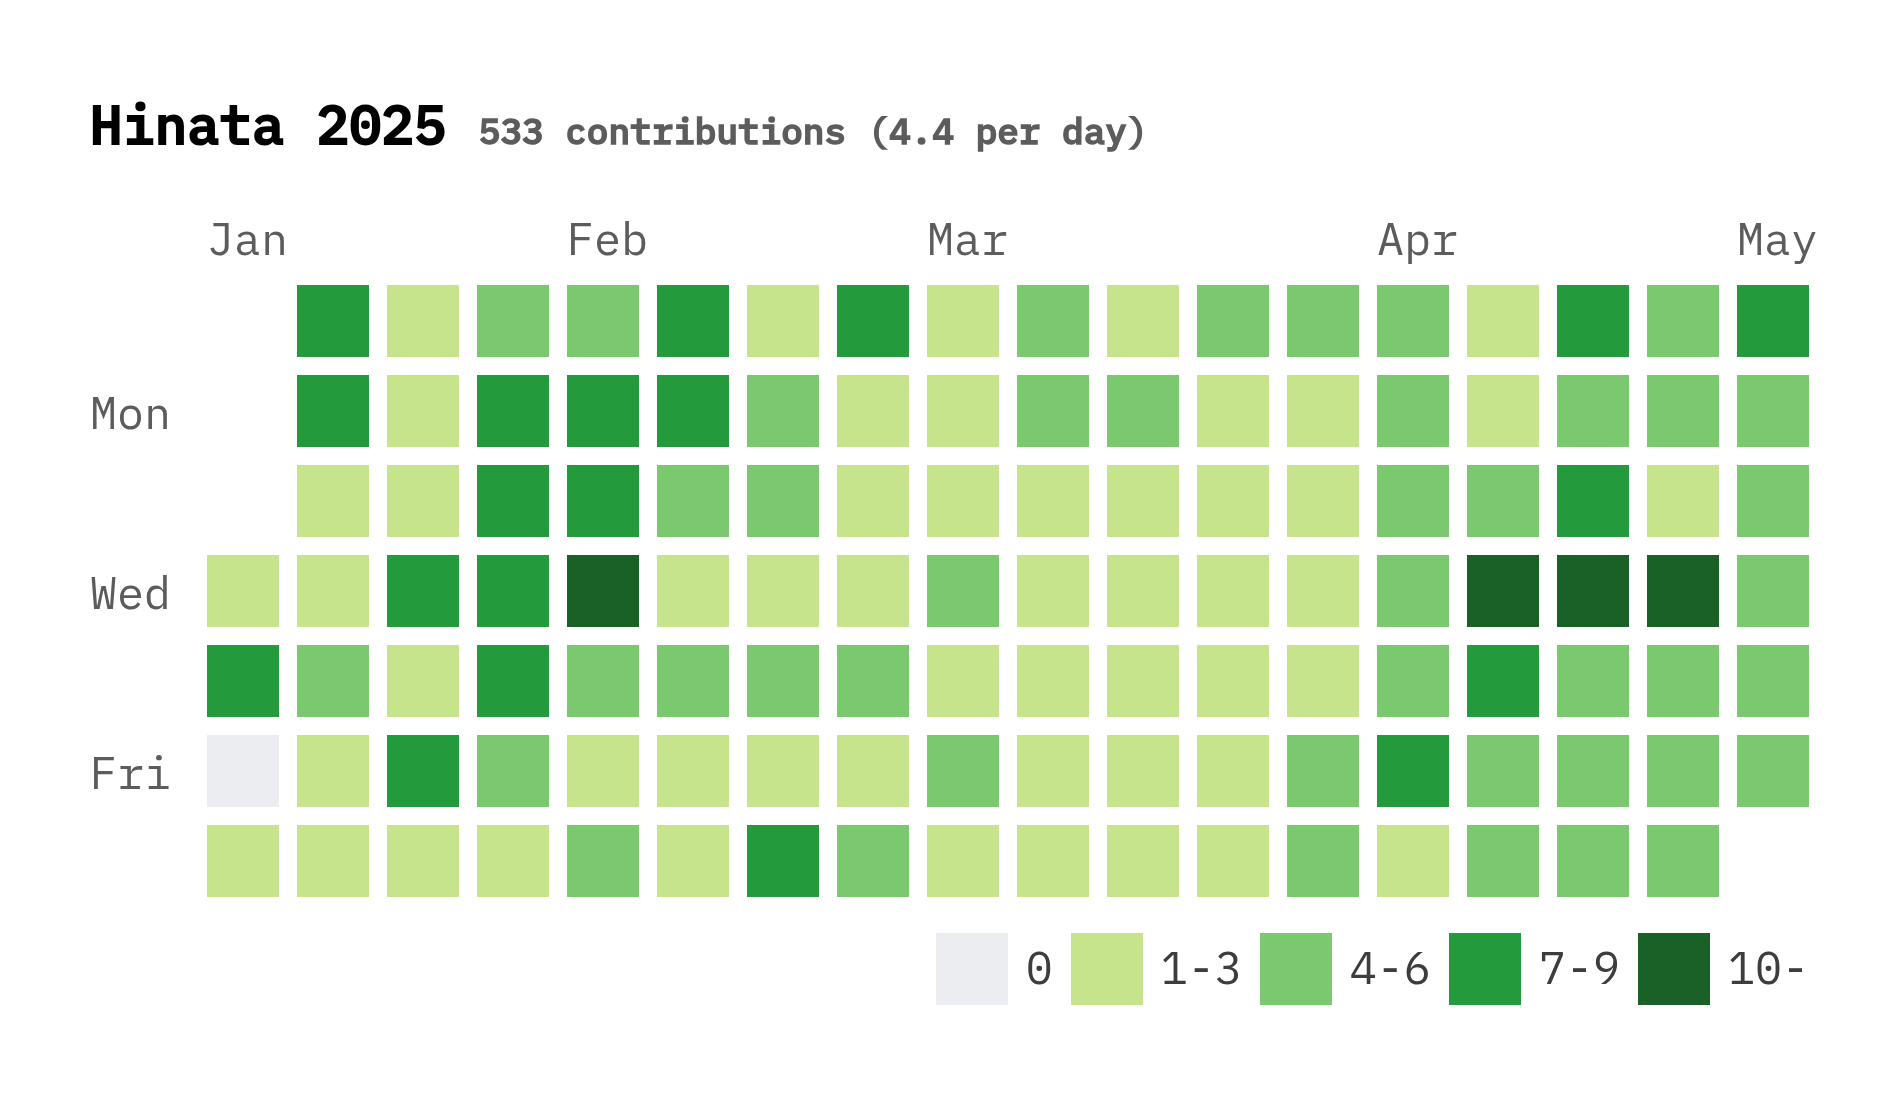 Hinata 2025 533 contributions (4.4 per day)
Jan Feb Mar Apr May
Mon
Wed
Fri
0 1-3 4-6 7-9 10-